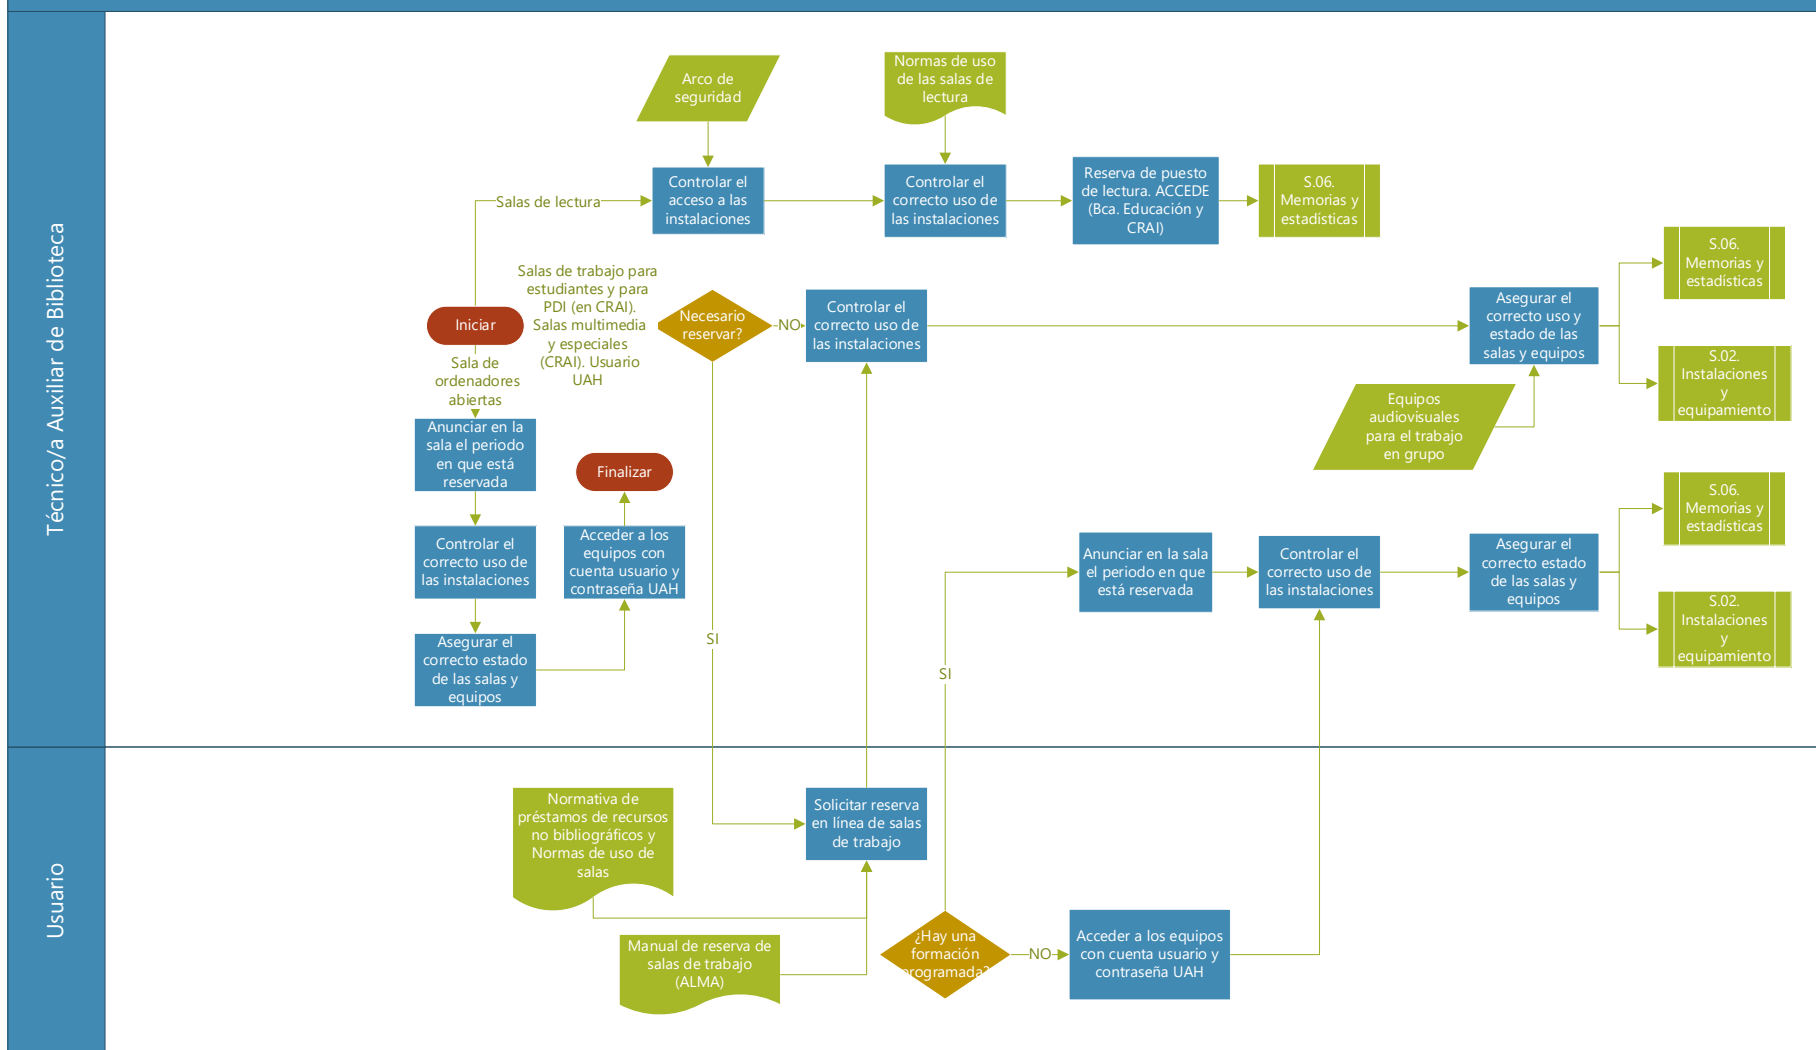 Técnico/a Auxiliar de Biblioteca
Arco de
seguridad
Normas de uso
de las salas de
lectura
Salas de lectura
Controlar el
acceso a las
instalaciones
Controlar el
correcto uso de
las instalaciones
Reserva de puesto
de lectura. ACCEDE
(Bca. Educación y
CRAI)
S.06.
Memorias y
estadísticas
Iniciar
Salas de trabajo para
estudiantes y para
PDI (en CRAI).
Salas multimedia
y especiales
(CRAI). Usuario
UAH
Necesario
reservar?
NO
Controlar el
correcto uso de
las instalaciones
Asegurar el
correcto uso y
estado de las
salas y equipos
S.06.
Memorias y
estadísticas
S.02.
Instalaciones
y
equipamiento
Equipos
audiovisuales
para el trabajo
en grupo
Sala de
ordenadores
abiertas
Anunciar en la
sala el periodo
en que está
reservada
Controlar el
correcto uso de
las instalaciones
Asegurar el
correcto estado
de las salas y
equipos
Acceder a los
equipos con
cuenta usuario y
contraseña UAH
Finalizar
SI
SI
Anunciar en la sala
el periodo en que
está reservada
Controlar el
correcto uso de
las instalaciones
Asegurar el
correcto estado
de las salas y
equipos
S.06.
Memorias y
estadísticas
S.02.
Instalaciones
y
equipamiento
Usuario
Normativa de
préstamos de recursos
no bibliográficos y
Normas de uso de
salas
Solicitar reserva
en línea de salas
de trabajo
Manual de reserva de
salas de trabajo
(ALMA)
¿Hay una
formación
programada?
NO
Acceder a los equipos
con cuenta usuario y
contraseña UAH